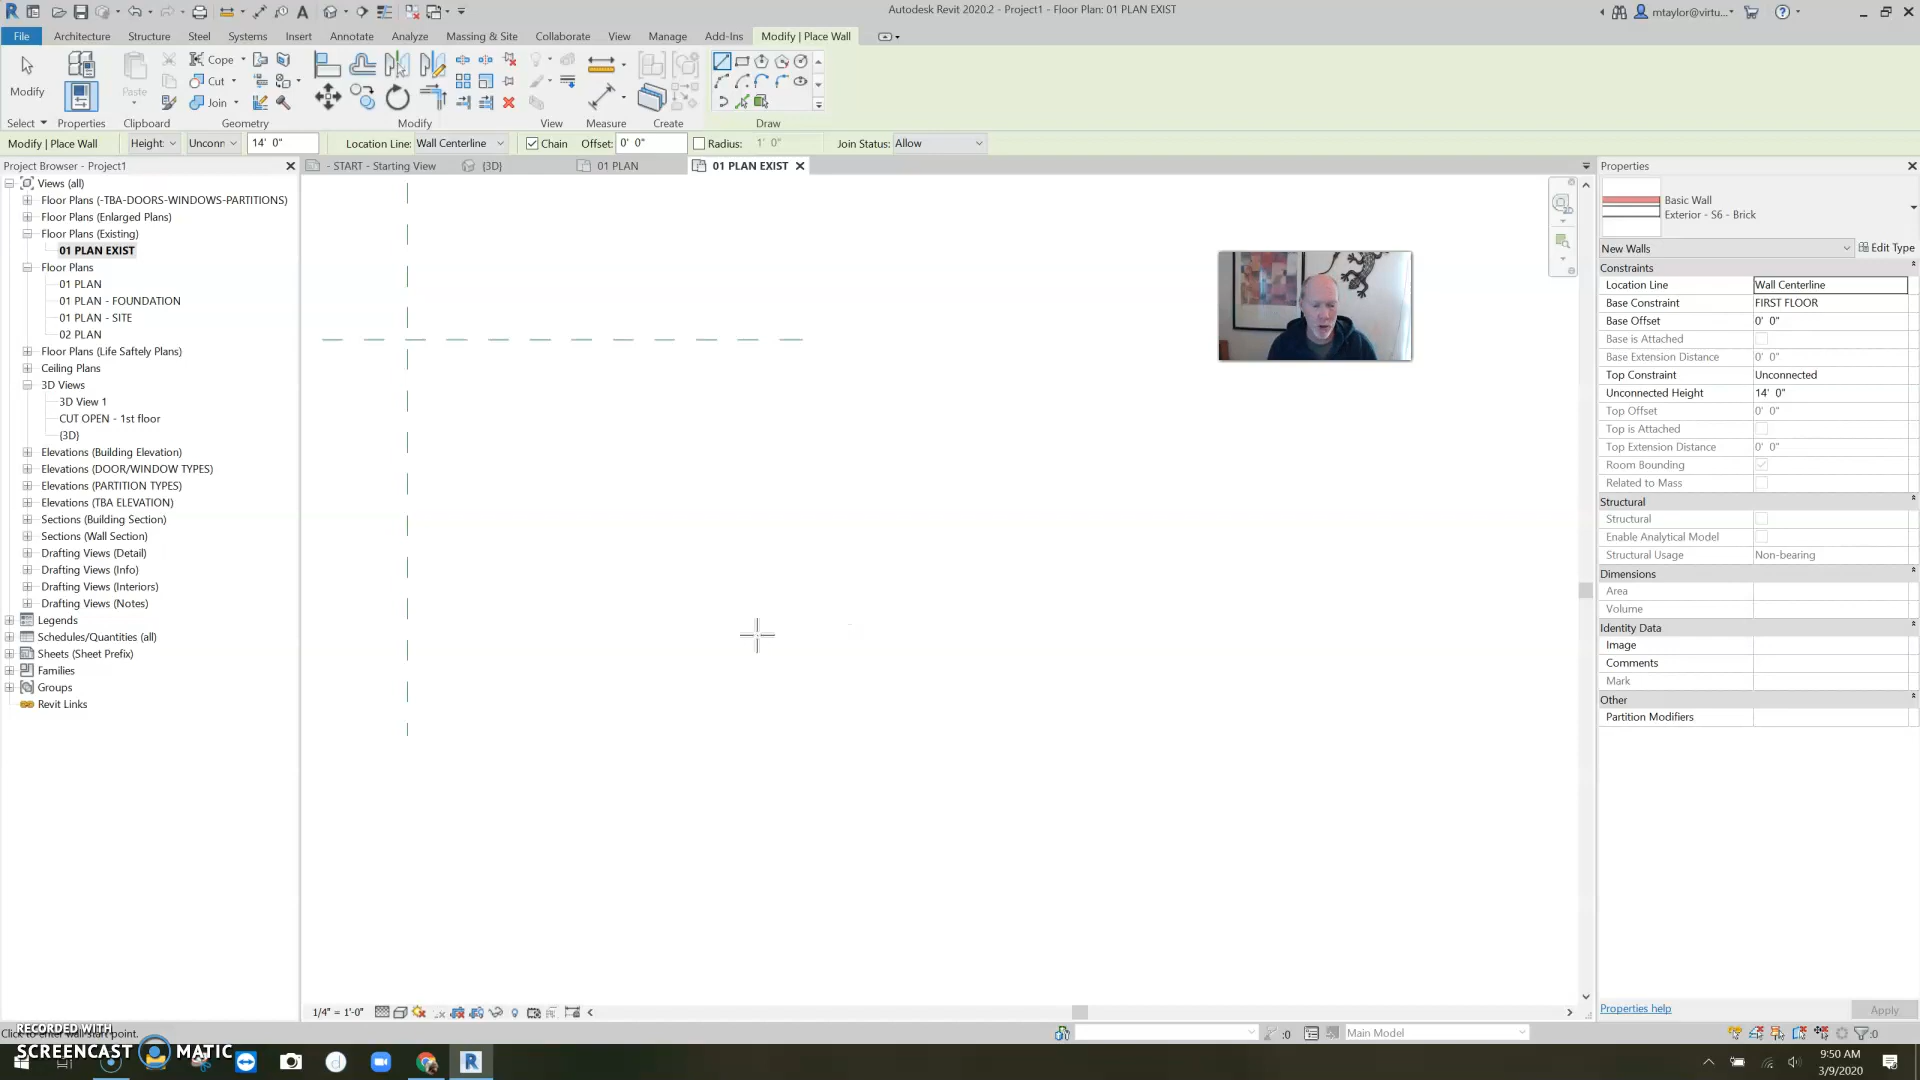 Autodesk Revit 2020.2 - Project1 - Floor Plan: 01 PLAN EXIST
mtaylor@virtu...
File Architecture Structure Steel Systems Insert Annotate Analyze Massing & Site Collaborate View Manage Add-Ins Modify | Place Wall
Modify
Paste
Cope
Cut
Join
Select Properties Clipboard Geometry Modify View Measure Create Draw
Modify | Place Wall Height: Unconn 14' 0" Location Line: Wall Centerline Chain Offset: 0' 0" Radius: 1' 0" Join Status: Allow
Project Browser - Project1
- START - Starting View {3D} 01 PLAN 01 PLAN EXIST
Views (all)
Floor Plans (-TBA-DOORS-WINDOWS-PARTITIONS)
Floor Plans (Enlarged Plans)
Floor Plans (Existing)
01 PLAN EXIST
Floor Plans
01 PLAN
01 PLAN - FOUNDATION
01 PLAN - SITE
02 PLAN
Floor Plans (Life Saftely Plans)
Ceiling Plans
3D Views
3D View 1
CUT OPEN - 1st floor
{3D}
Elevations (Building Elevation)
Elevations (DOOR/WINDOW TYPES)
Elevations (PARTITION TYPES)
Elevations (TBA ELEVATION)
Sections (Building Section)
Sections (Wall Section)
Drafting Views (Detail)
Drafting Views (Info)
Drafting Views (Interiors)
Drafting Views (Notes)
Legends
Schedules/Quantities (all)
Sheets (Sheet Prefix)
Families
Groups
Revit Links
Properties
Basic Wall
Exterior - S6 - Brick
New Walls Edit Type
Constraints
Location Line Wall Centerline
Base Constraint FIRST FLOOR
Base Offset 0' 0"
Base is Attached
Base Extension Distance 0' 0"
Top Constraint Unconnected
Unconnected Height 14' 0"
Top Offset 0' 0"
Top is Attached
Top Extension Distance 0' 0"
Room Bounding
Related to Mass
Structural
Structural
Enable Analytical Model
Structural Usage Non-bearing
Dimensions
Area
Volume
Identity Data
Image
Comments
Mark
Other
Partition Modifiers
Properties help Apply
1/4" = 1'-0"
Click to enter wall start point.
:0 Main Model :0
RECORDED WITH
SCREENCAST MATIC
9:50 AM
3/9/2020